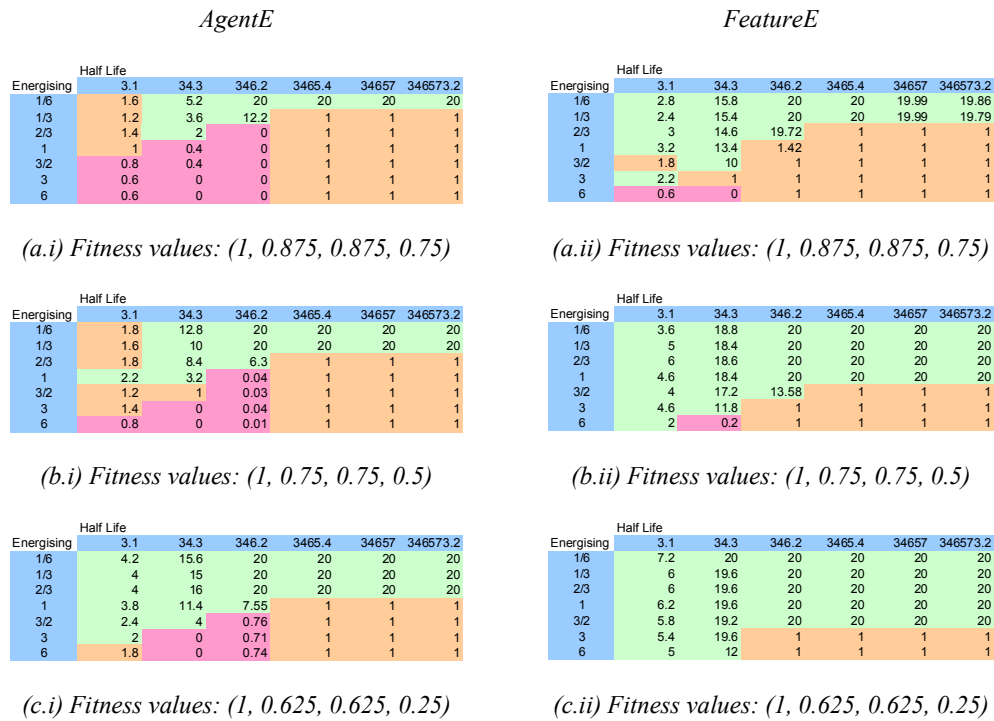 AgentE
FeatureE
Half Life
Energising 3.1 34.3 346.2 3465.4 34657 346573.2
1/6 1.6 5.2 20 20 20 20
1/3 1.2 3.6 12.2 1 1 1
2/3 1.4 2 0 1 1 1
1 1 0.4 0 1 1 1
3/2 0.8 0.4 0 1 1 1
3 0.6 0 0 1 1 1
6 0.6 0 0 1 1 1
(a.i) Fitness values: (1, 0.875, 0.875, 0.75)
Half Life
Energising 3.1 34.3 346.2 3465.4 34657 346573.2
1/6 2.8 15.8 20 20 19.99 19.86
1/3 2.4 15.4 20 20 19.99 19.79
2/3 3 14.6 19.72 1 1 1
1 3.2 13.4 1.42 1 1 1
3/2 1.8 10 1 1 1 1
3 2.2 1 1 1 1 1
6 0.6 0 1 1 1 1
(a.ii) Fitness values: (1, 0.875, 0.875, 0.75)
Half Life
Energising 3.1 34.3 346.2 3465.4 34657 346573.2
1/6 1.8 12.8 20 20 20 20
1/3 1.6 10 20 20 20 20
2/3 1.8 8.4 6.3 1 1 1
1 2.2 3.2 0.04 1 1 1
3/2 1.2 1 0.03 1 1 1
3 1.4 0 0.04 1 1 1
6 0.8 0 0.01 1 1 1
(b.i) Fitness values: (1, 0.75, 0.75, 0.5)
Half Life
Energising 3.1 34.3 346.2 3465.4 34657 346573.2
1/6 3.6 18.8 20 20 20 20
1/3 5 18.4 20 20 20 20
2/3 6 18.6 20 20 20 20
1 4.6 18.4 20 20 20 20
3/2 4 17.2 13.58 1 1 1
3 4.6 11.8 1 1 1 1
6 2 0.2 1 1 1 1
(b.ii) Fitness values: (1, 0.75, 0.75, 0.5)
Half Life
Energising 3.1 34.3 346.2 3465.4 34657 346573.2
1/6 4.2 15.6 20 20 20 20
1/3 4 15 20 20 20 20
2/3 4 16 20 20 20 20
1 3.8 11.4 7.55 1 1 1
3/2 2.4 4 0.76 1 1 1
3 2 0 0.71 1 1 1
6 1.8 0 0.74 1 1 1
(c.i) Fitness values: (1, 0.625, 0.625, 0.25)
Half Life
Energising 3.1 34.3 346.2 3465.4 34657 346573.2
1/6 7.2 20 20 20 20 20
1/3 6 19.6 20 20 20 20
2/3 6 19.6 20 20 20 20
1 6.2 19.6 20 20 20 20
3/2 5.8 19.2 20 20 20 20
3 5.4 19.6 1 1 1 1
6 5 12 1 1 1 1
(c.ii) Fitness values: (1, 0.625, 0.625, 0.25)